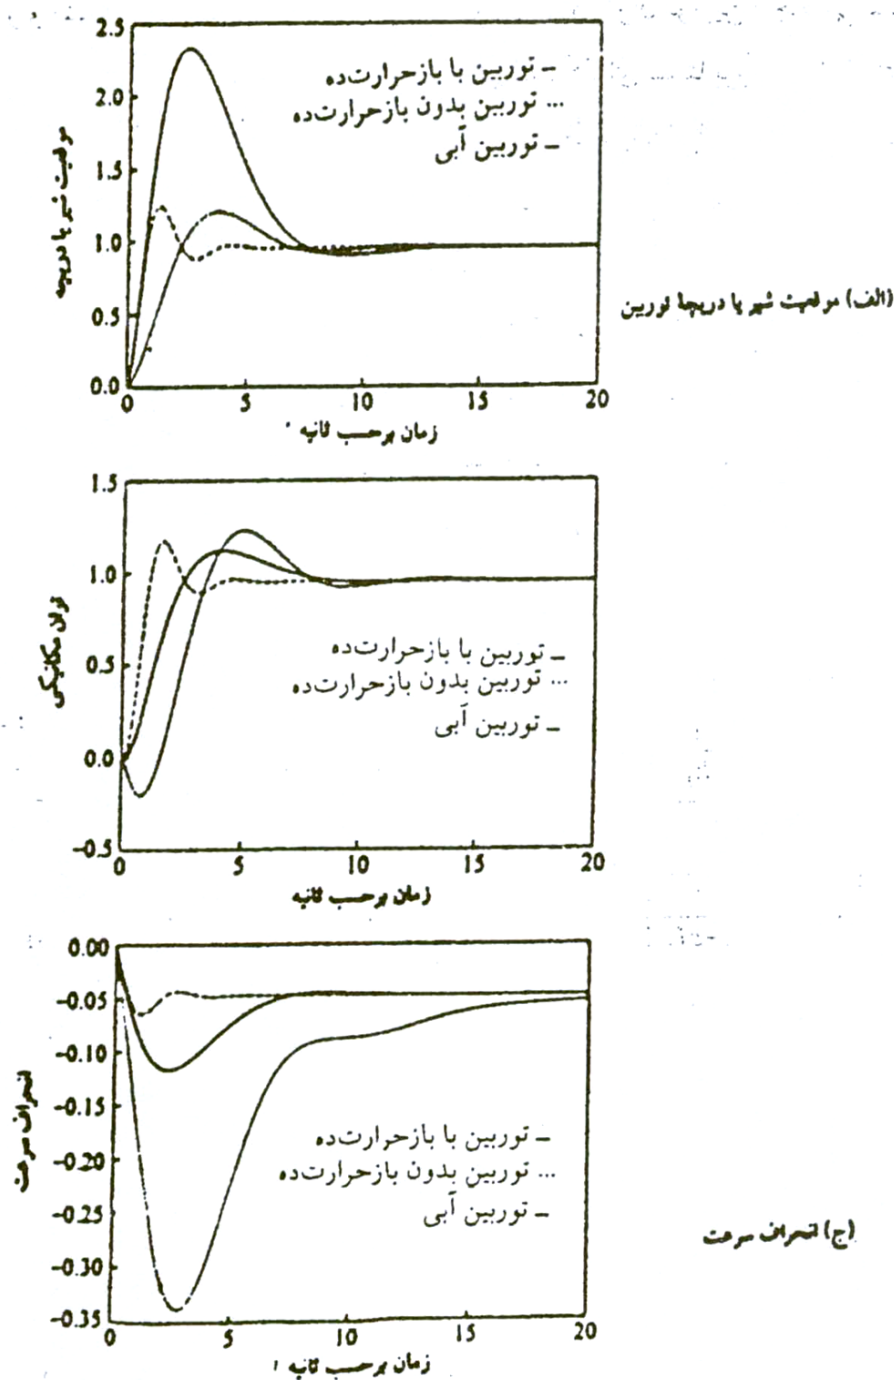 2.5
2.0
1.5
1.0
0.5
0.0
موقعیت شیر یا دریچه
– توربین با بازحرارت‌ده
... توربین بدون بازحرارت‌ده
– توربین آبی
0 5 10 15 20
زمان برحسب ثانیه
(الف) موقعیت شیر یا دریچهٔ توربین
1.5
1.0
0.5
0.0
-0.5
توان مکانیکی
– توربین با بازحرارت‌ده
... توربین بدون بازحرارت‌ده
– توربین آبی
0 5 10 15 20
زمان برحسب ثانیه
0.00
-0.05
-0.10
-0.15
-0.20
-0.25
-0.30
-0.35
انحراف سرعت
– توربین با بازحرارت‌ده
... توربین بدون بازحرارت‌ده
– توربین آبی
0 5 10 15 20
زمان برحسب ثانیه
(ج) انحراف سرعت